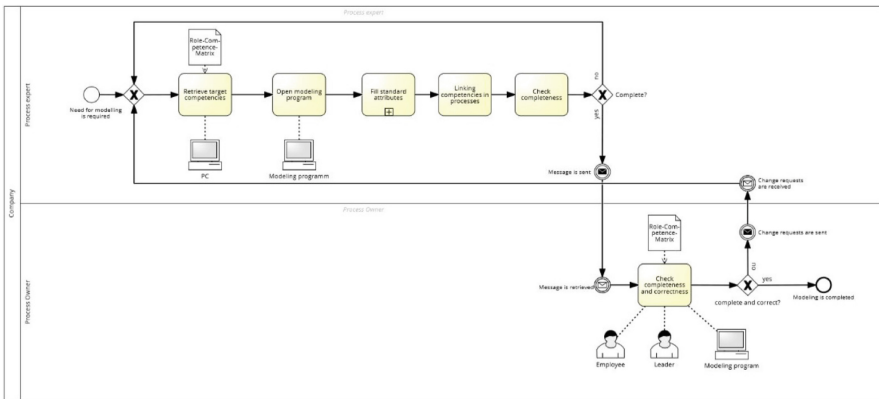 Process expert
Company
Process expert
Need for modelling
is required
Role-Com-
petence-
Matrix
Retrieve target
competencies
PC
Open modeling
program
Modeling programm
Fill standard
attributes
Linking
competencies in
processes
Check
completeness
Complete?
no
yes
Message is sent
Change requests
are received
Process Owner
Process Owner
Message is retrieved
Role-Com-
petence-
Matrix
Check
completeness
and correctness
Employee
Leader
Modeling program
complete and correct?
no
Change requests are sent
yes
Modeling is completed